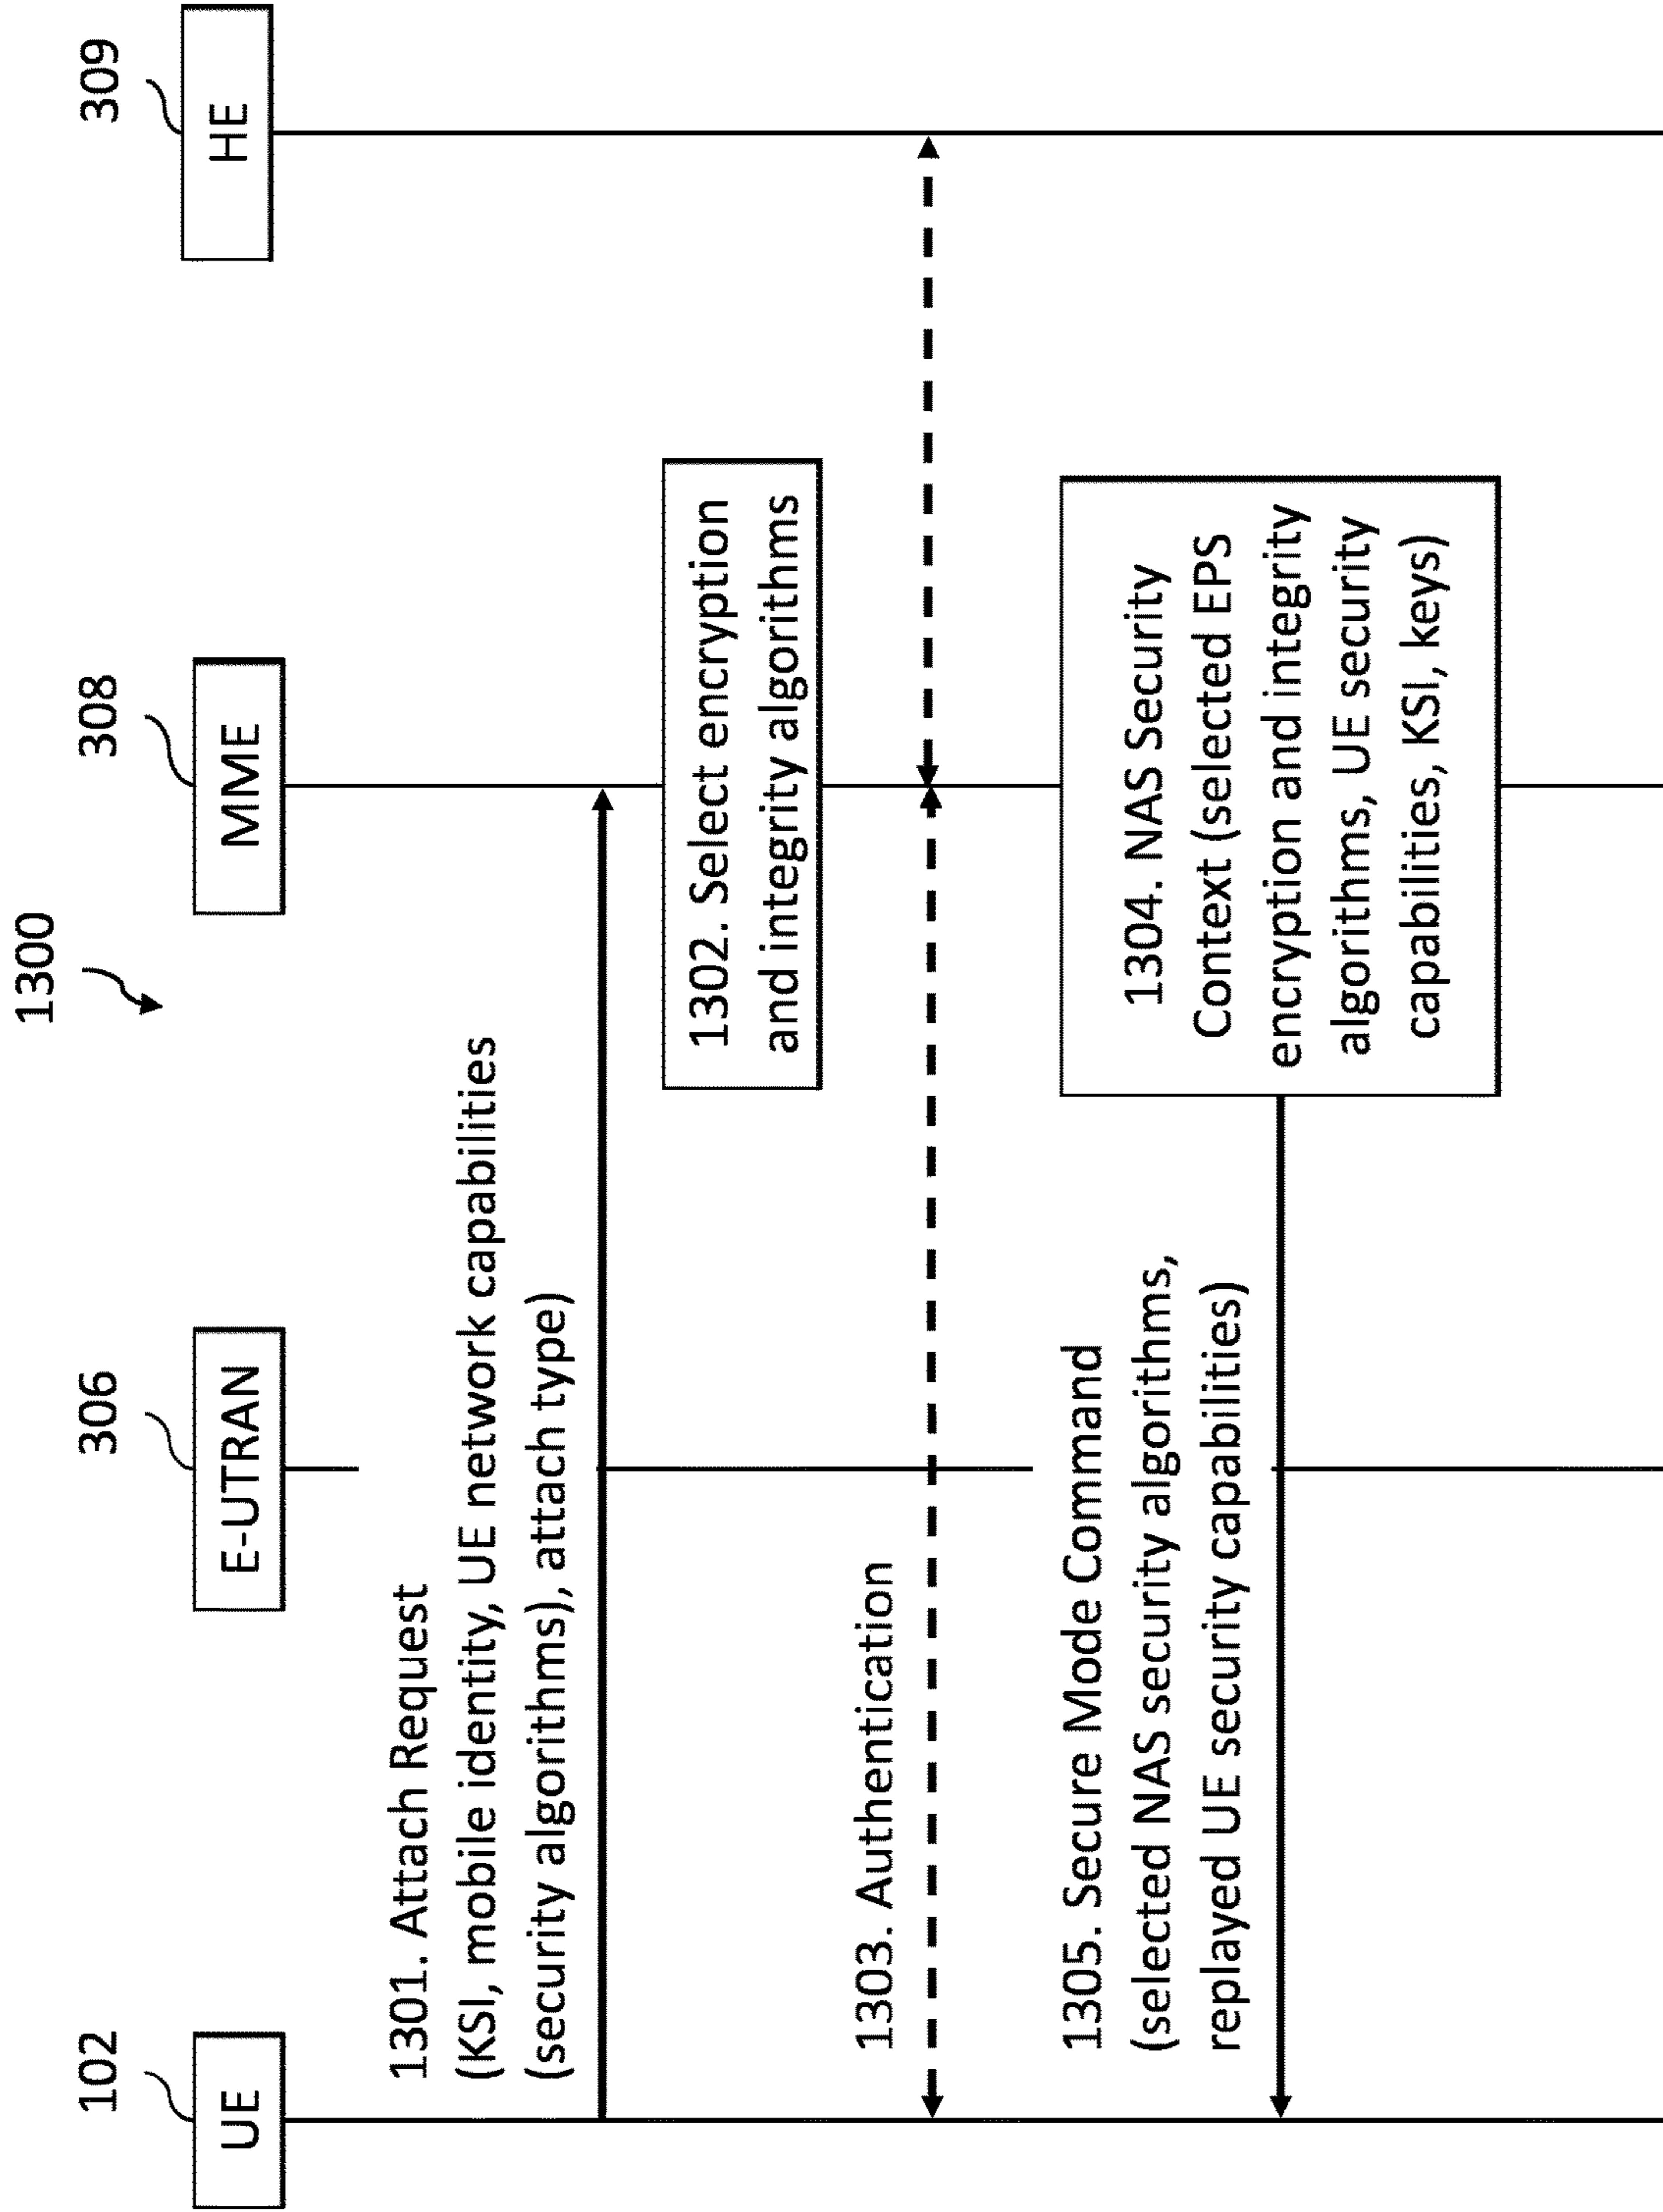 1300
102
306
308
309
UE
E-UTRAN
MME
HE
1301. Attach Request
(KSI, mobile identity, UE network capabilities
(security algorithms), attach type)
1302. Select encryption
and integrity algorithms
1303. Authentication
1304. NAS Security
Context (selected EPS
encryption and integrity
algorithms, UE security
capabilities, KSI, keys)
1305. Secure Mode Command
(selected NAS security algorithms,
replayed UE security capabilities)